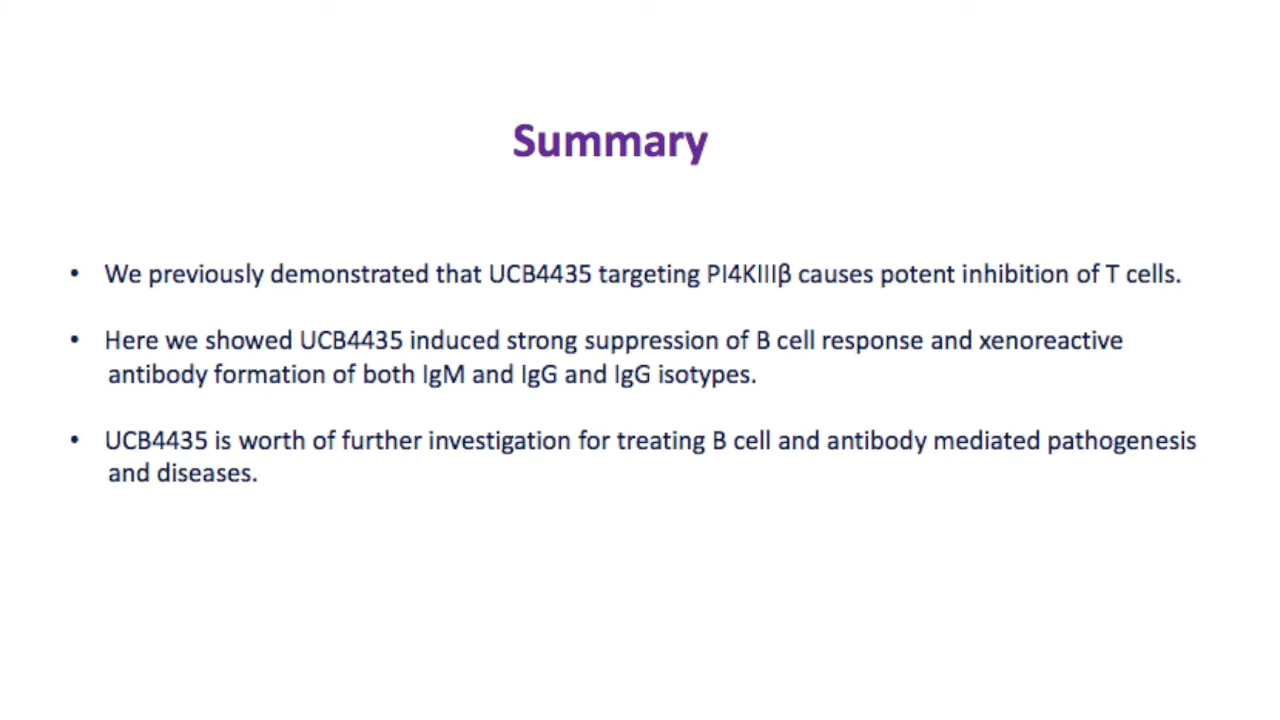 Summary
• We previously demonstrated that UCB4435 targeting PI4KIIIβ causes potent inhibition of T cells.
• Here we showed UCB4435 induced strong suppression of B cell response and xenoreactive
antibody formation of both IgM and IgG and IgG isotypes.
• UCB4435 is worth of further investigation for treating B cell and antibody mediated pathogenesis
and diseases.